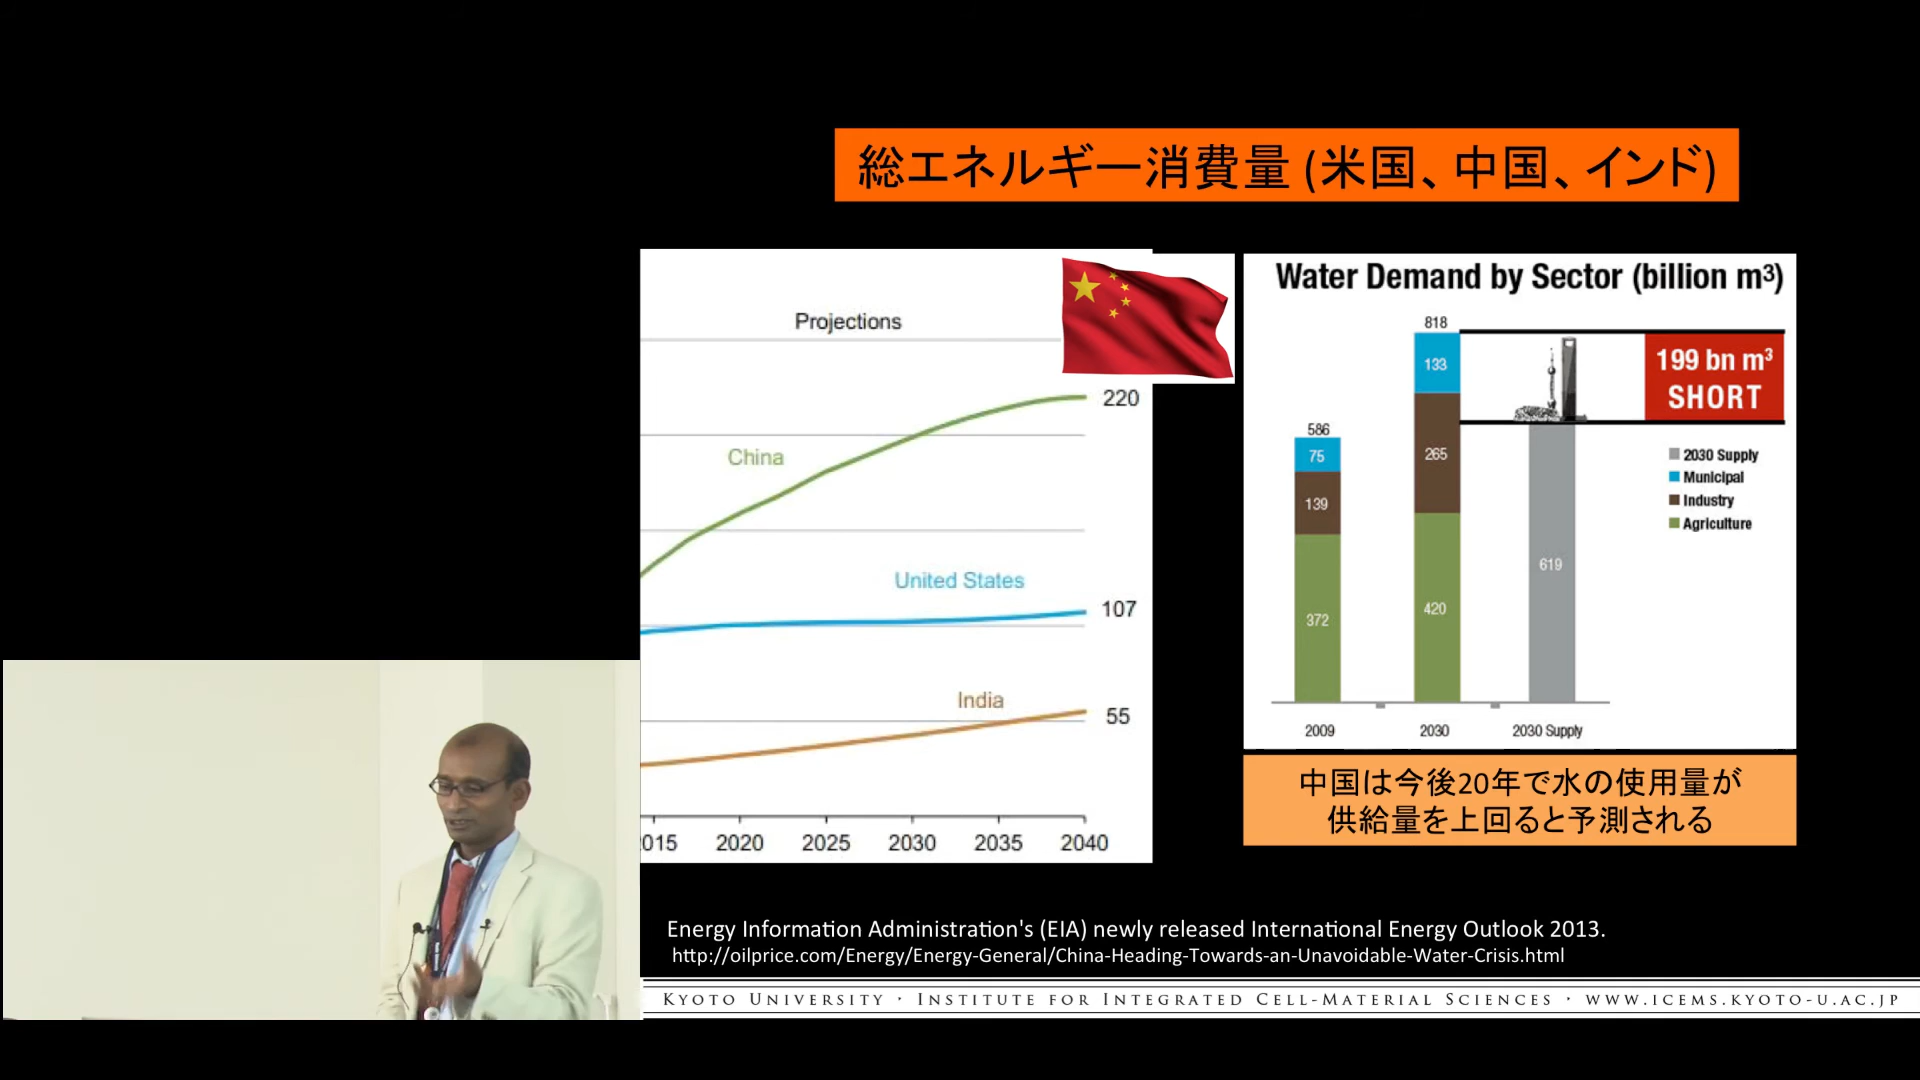 総エネルギー消費量 (米国、中国、インド)
Projections
220
China
United States
107
India
55
015 2020 2025 2030 2035 2040
Water Demand by Sector (billion m³)
818
133
199 bn m³
SHORT
586
75
265
139
2030 Supply
Municipal
Industry
Agriculture
619
420
372
2009 2030 2030 Supply
中国は今後20年で水の使用量が
供給量を上回ると予測される
Energy Information Administration's (EIA) newly released International Energy Outlook 2013.
http://oilprice.com/Energy/Energy-General/China-Heading-Towards-an-Unavoidable-Water-Crisis.html
KYOTO UNIVERSITY · INSTITUTE FOR INTEGRATED CELL-MATERIAL SCIENCES · WWW.ICEMS.KYOTO-U.AC.JP